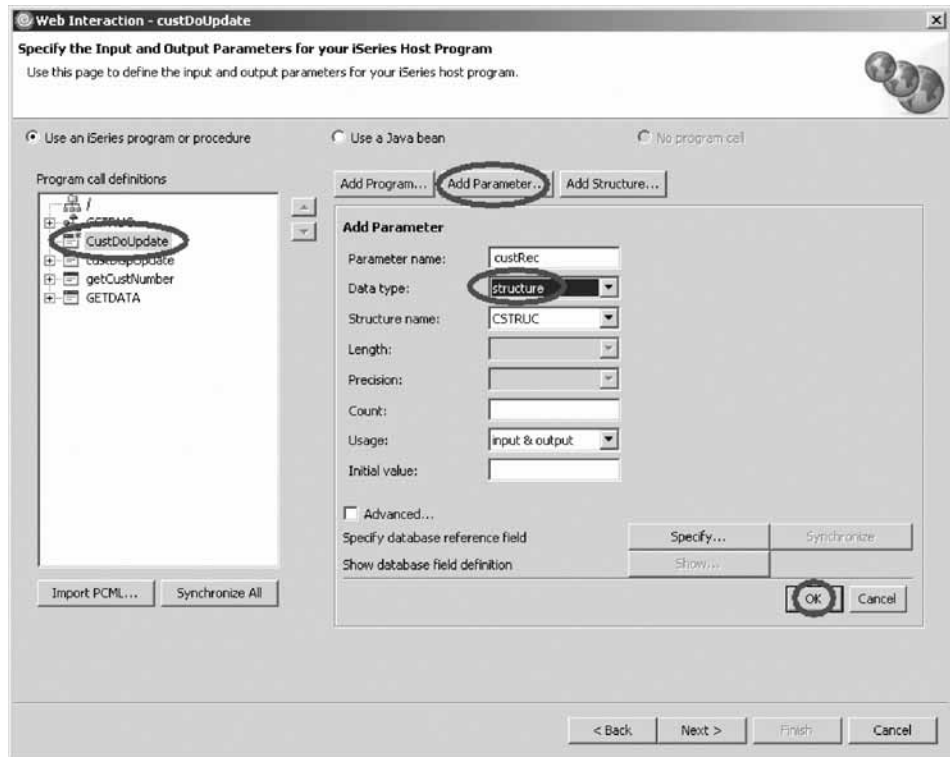 Web Interaction - custDoUpdate
Specify the Input and Output Parameters for your iSeries Host Program
Use this page to define the input and output parameters for your iSeries host program.
Use an iSeries program or procedure
Use a Java bean
No program call
Program call definitions
Add Program...
Add Parameter...
Add Structure...
/
GETRUC
CustDoUpdate
getCustNumber
GETDATA
Add Parameter
Parameter name: custRec
Data type: structure
Structure name: CSTRUC
Length:
Precision:
Count:
Usage: input & output
Initial value:
Advanced...
Specify database reference field Specify... Synchronize
Show database field definition Show...
Import PCML... Synchronize All
OK Cancel
< Back Next > Finish Cancel